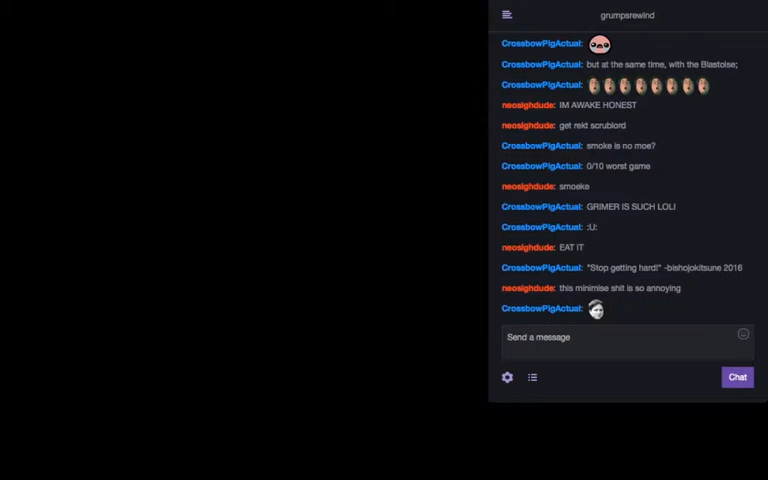 grumpsrewind
CrossbowPigActual:
CrossbowPigActual: but at the same time, with the Blastoise;
CrossbowPigActual:
neosighdude: IM AWAKE HONEST
neosighdude: get rekt scrublord
CrossbowPigActual: smoke is no moe?
CrossbowPigActual: 0/10 worst game
neosighdude: smoeke
CrossbowPigActual: GRIMER IS SUCH LOLI
CrossbowPigActual: :U:
neosighdude: EAT IT
CrossbowPigActual: "Stop getting hard!" -bishojokitsune 2016
neosighdude: this minimise shit is so annoying
CrossbowPigActual:
Send a message
Chat